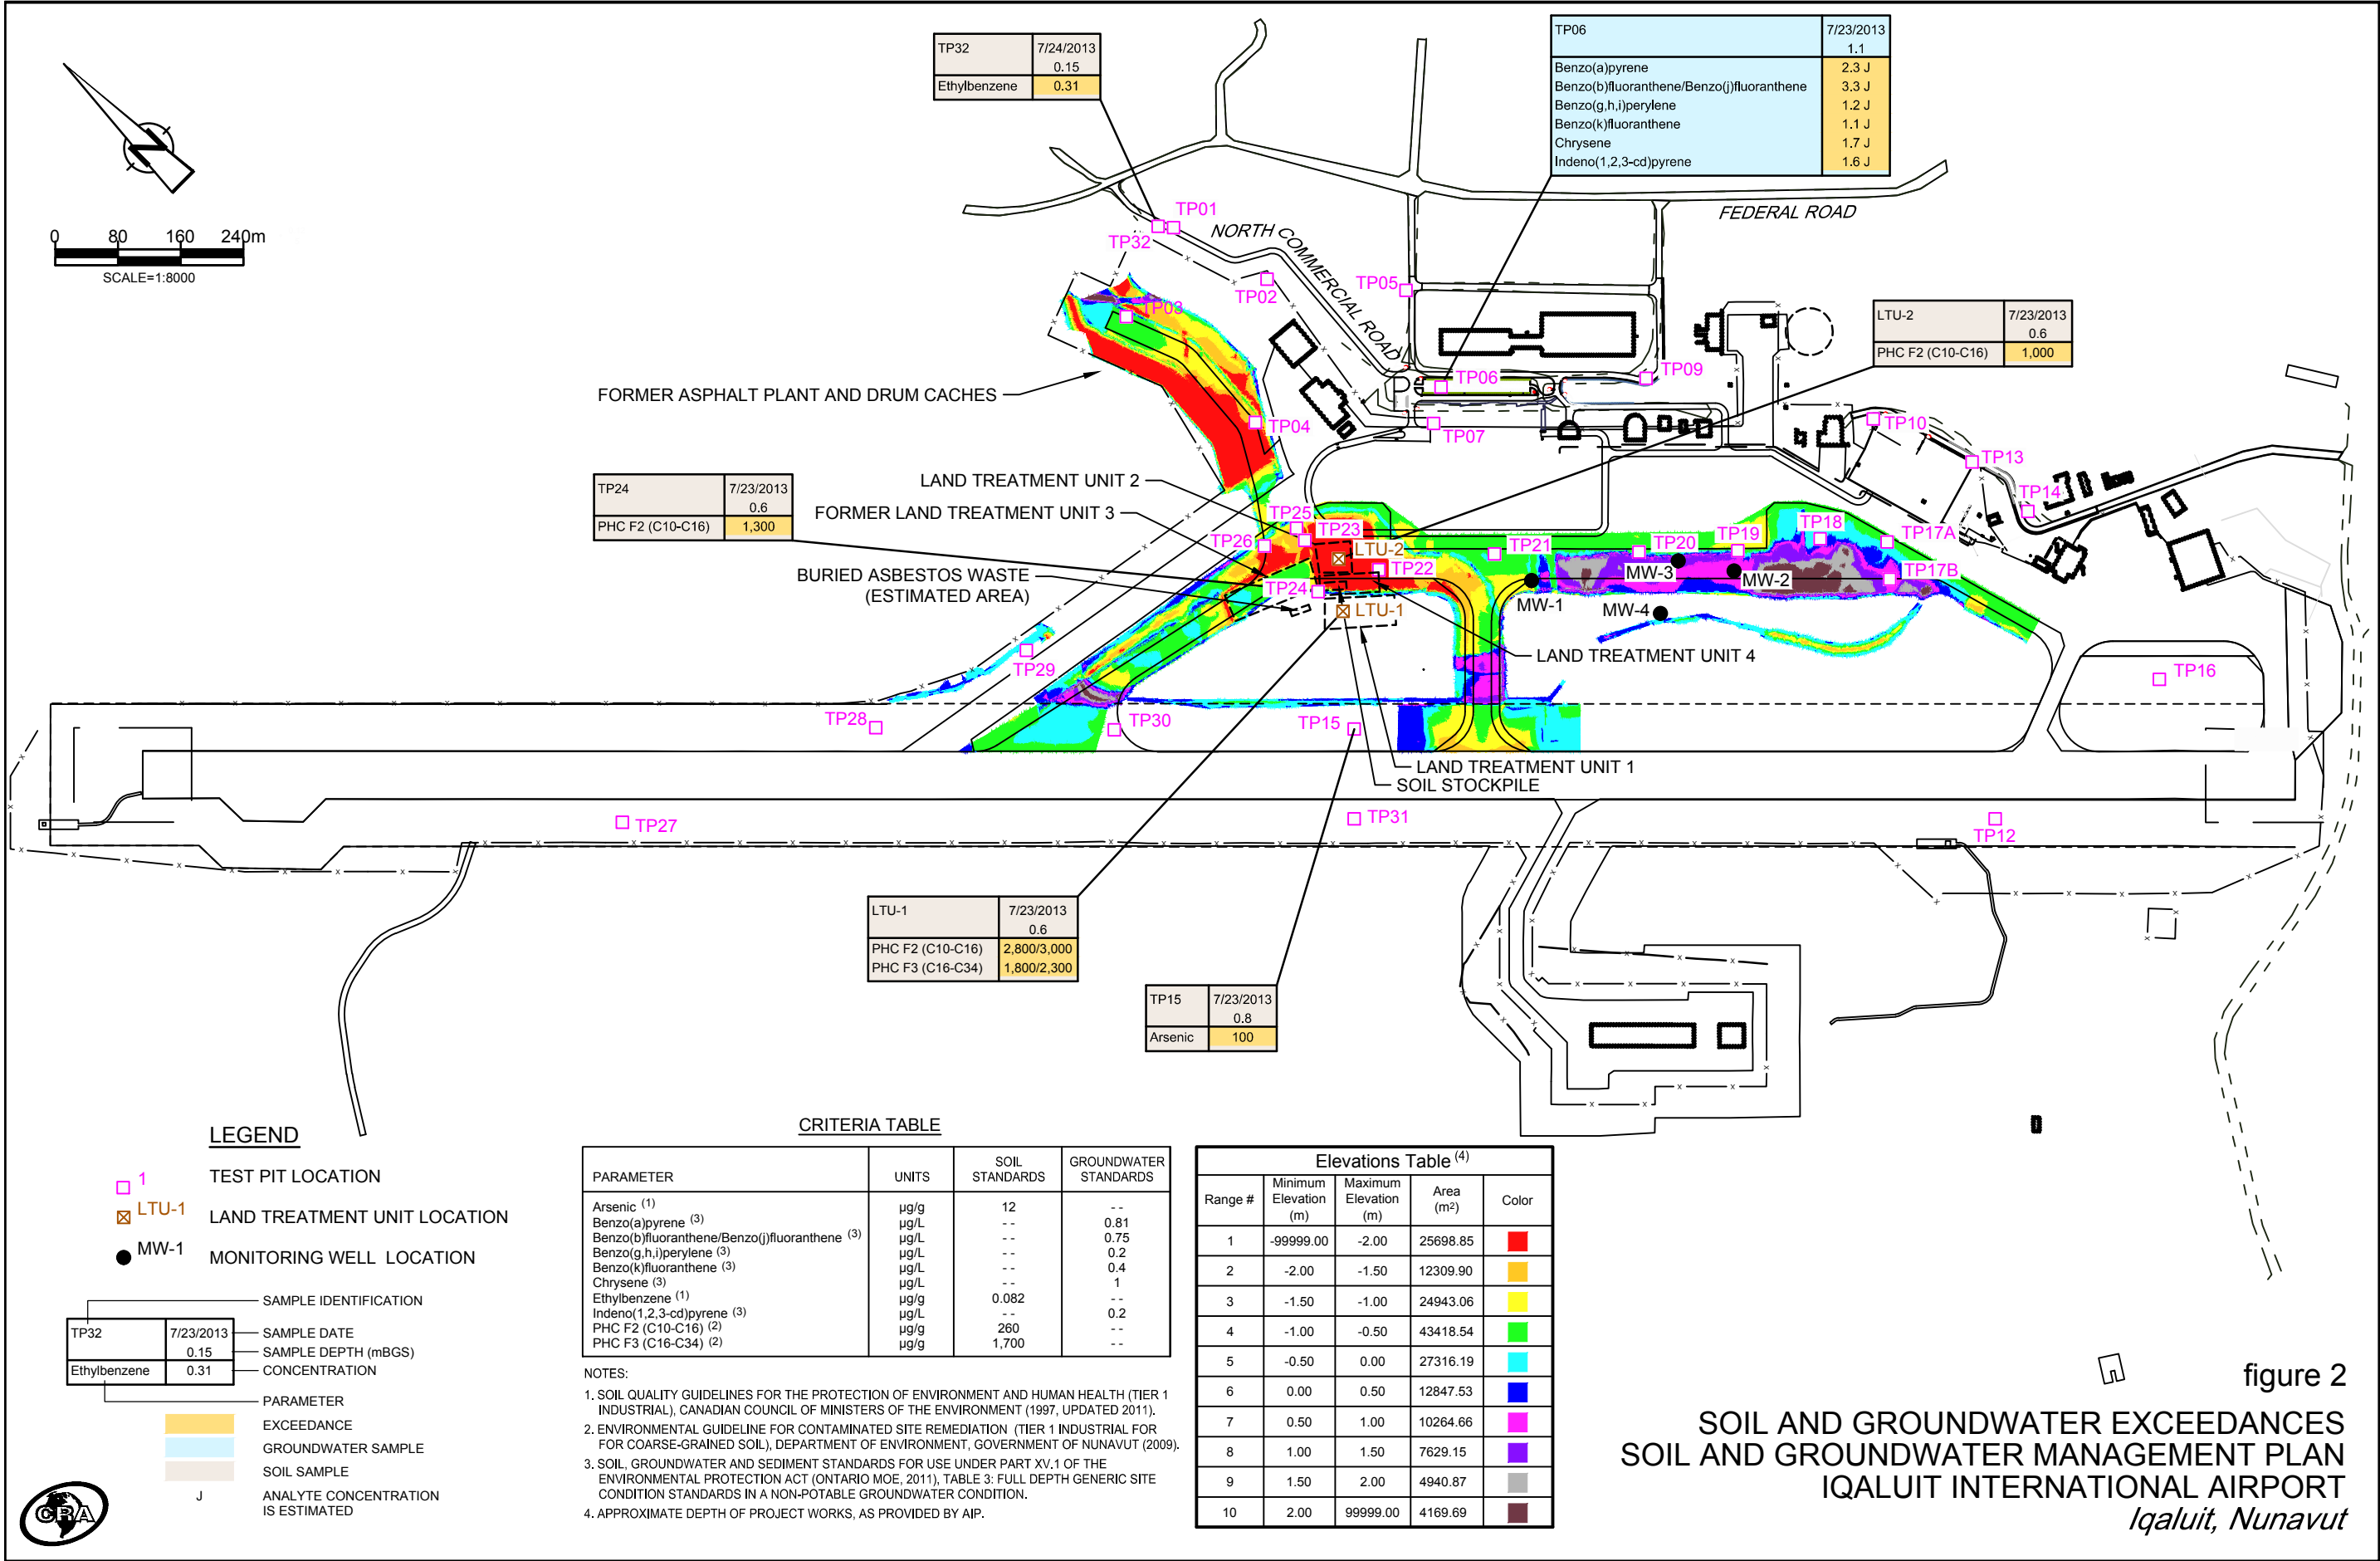 TP32 7/24/2013
0.15
Ethylbenzene 0.31
TP06 7/23/2013
1.1
Benzo(a)pyrene 2.3 J
Benzo(b)fluoranthene/Benzo(j)fluoranthene 3.3 J
Benzo(g,h,i)perylene 1.2 J
Benzo(k)fluoranthene 1.1 J
Chrysene 1.7 J
Indeno(1,2,3-cd)pyrene 1.6 J
N
0 80 160 240m
SCALE=1:8000
TP01
TP32
NORTH COMMERCIAL ROAD
FEDERAL ROAD
TP02
TP05
TP03
LTU-2 7/23/2013
0.6
PHC F2 (C10-C16) 1,000
FORMER ASPHALT PLANT AND DRUM CACHES
TP06
TP09
TP04
TP07
TP10
TP13
TP14
TP24 7/23/2013
0.6
PHC F2 (C10-C16) 1,300
LAND TREATMENT UNIT 2
FORMER LAND TREATMENT UNIT 3
BURIED ASBESTOS WASTE
(ESTIMATED AREA)
TP25
TP23
TP26
LTU-2
TP22
TP24
LTU-1
TP21
TP20
TP19
TP18
TP17A
TP17B
MW-3
MW-2
MW-1
MW-4
LAND TREATMENT UNIT 4
TP29
TP16
TP28
TP30
TP15
LAND TREATMENT UNIT 1
SOIL STOCKPILE
TP27
TP31
TP12
LTU-1 7/23/2013
0.6
PHC F2 (C10-C16) 2,800/3,000
PHC F3 (C16-C34) 1,800/2,300
TP15 7/23/2013
0.8
Arsenic 100
LEGEND
1 TEST PIT LOCATION
LTU-1 LAND TREATMENT UNIT LOCATION
MW-1 MONITORING WELL LOCATION
SAMPLE IDENTIFICATION
TP32 7/23/2013 SAMPLE DATE
0.15 SAMPLE DEPTH (mBGS)
Ethylbenzene 0.31 CONCENTRATION
PARAMETER
EXCEEDANCE
GROUNDWATER SAMPLE
SOIL SAMPLE
J ANALYTE CONCENTRATION
IS ESTIMATED
CRA
CRITERIA TABLE
PARAMETER UNITS SOIL STANDARDS GROUNDWATER STANDARDS
Arsenic (1) µg/g 12 --
Benzo(a)pyrene (3) µg/L -- 0.81
Benzo(b)fluoranthene/Benzo(j)fluoranthene (3) µg/L -- 0.75
Benzo(g,h,i)perylene (3) µg/L -- 0.2
Benzo(k)fluoranthene (3) µg/L -- 0.4
Chrysene (3) µg/L -- 1
Ethylbenzene (1) µg/g 0.082 --
Indeno(1,2,3-cd)pyrene (3) µg/L -- 0.2
PHC F2 (C10-C16) (2) µg/g 260 --
PHC F3 (C16-C34) (2) µg/g 1,700 --
NOTES:
1. SOIL QUALITY GUIDELINES FOR THE PROTECTION OF ENVIRONMENT AND HUMAN HEALTH (TIER 1
INDUSTRIAL), CANADIAN COUNCIL OF MINISTERS OF THE ENVIRONMENT (1997, UPDATED 2011).
2. ENVIRONMENTAL GUIDELINE FOR CONTAMINATED SITE REMEDIATION (TIER 1 INDUSTRIAL FOR
FOR COARSE-GRAINED SOIL), DEPARTMENT OF ENVIRONMENT, GOVERNMENT OF NUNAVUT (2009).
3. SOIL, GROUNDWATER AND SEDIMENT STANDARDS FOR USE UNDER PART XV.1 OF THE
ENVIRONMENTAL PROTECTION ACT (ONTARIO MOE, 2011), TABLE 3: FULL DEPTH GENERIC SITE
CONDITION STANDARDS IN A NON-POTABLE GROUNDWATER CONDITION.
4. APPROXIMATE DEPTH OF PROJECT WORKS, AS PROVIDED BY AIP.
Elevations Table (4)
Range # Minimum Elevation (m) Maximum Elevation (m) Area (m²) Color
1 -99999.00 -2.00 25698.85
2 -2.00 -1.50 12309.90
3 -1.50 -1.00 24943.06
4 -1.00 -0.50 43418.54
5 -0.50 0.00 27316.19
6 0.00 0.50 12847.53
7 0.50 1.00 10264.66
8 1.00 1.50 7629.15
9 1.50 2.00 4940.87
10 2.00 99999.00 4169.69
figure 2
SOIL AND GROUNDWATER EXCEEDANCES
SOIL AND GROUNDWATER MANAGEMENT PLAN
IQALUIT INTERNATIONAL AIRPORT
Iqaluit, Nunavut